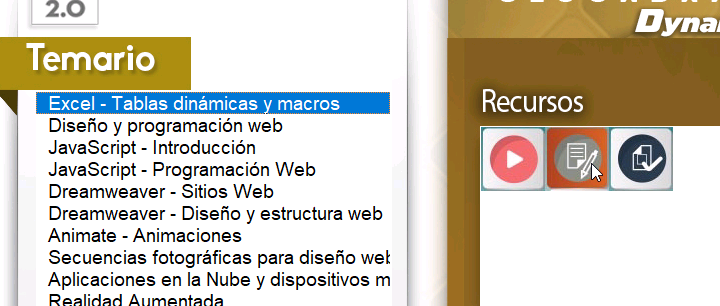 2.0
Dyna
Temario
Recursos
Excel - Tablas dinámicas y macros
Diseño y programación web
JavaScript - Introducción
JavaScript - Programación Web
Dreamweaver - Sitios Web
Dreamweaver - Diseño y estructura web
Animate - Animaciones
Secuencias fotográficas para diseño web
Aplicaciones en la Nube y dispositivos m
Realidad Aumentada